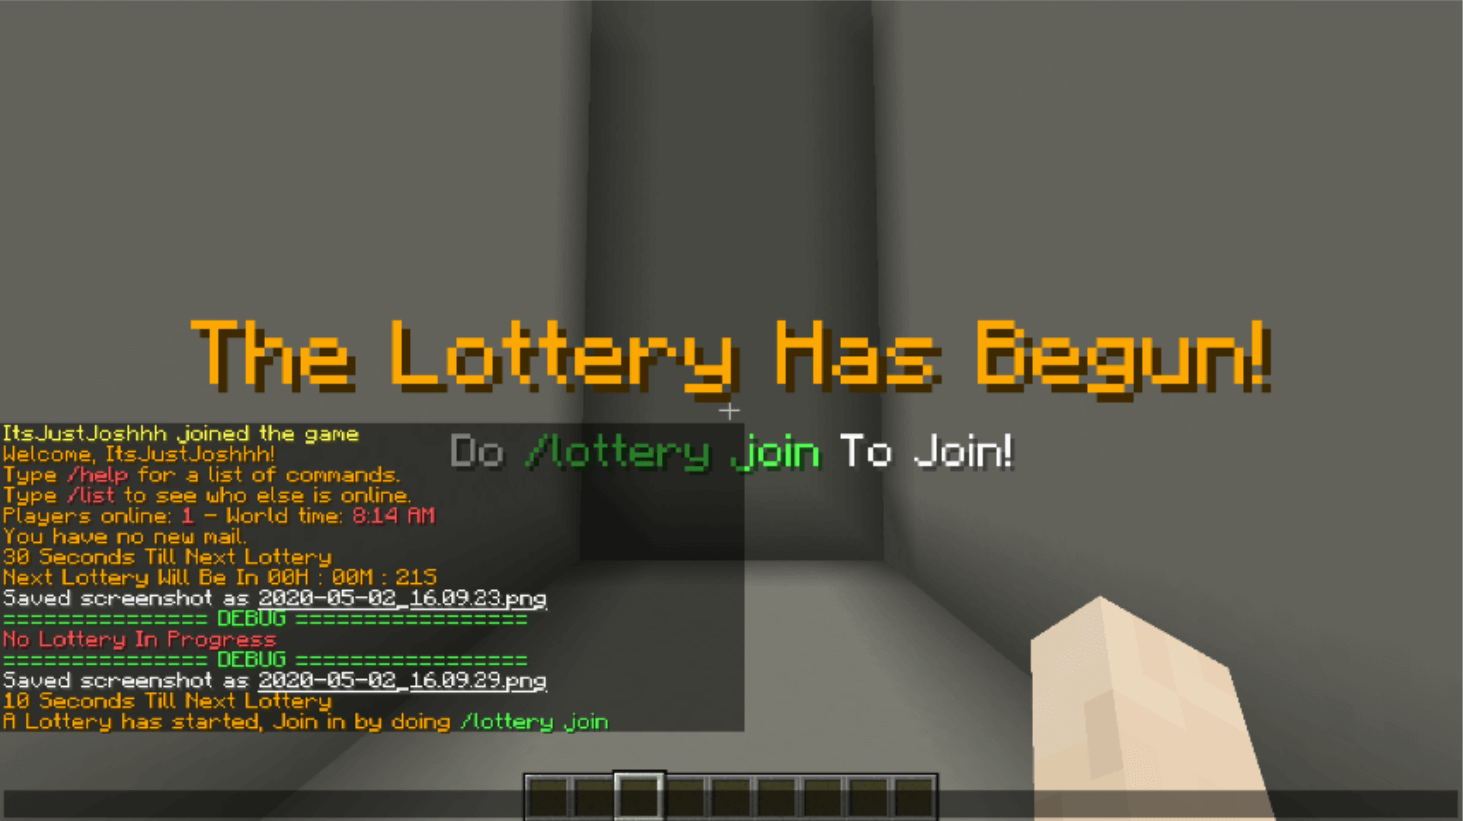 The Lottery Has Begun!
Do /lottery join To Join!
ItsJustJoshhh joined the game
Welcome, ItsJustJoshhh!
Type /help for a list of commands.
Type /list to see who else is online.
Players online: 1 - World time: 8:14 AM
You have no new mail.
30 Seconds Till Next Lottery
Next Lottery Will Be In 00H : 00M : 21S
Saved screenshot as 2020-05-02_16.09.23.png
=============== DEBUG =================
No Lottery In Progress
=============== DEBUG =================
Saved screenshot as 2020-05-02_16.09.29.png
10 Seconds Till Next Lottery
A Lottery has started, Join in by doing /lottery join